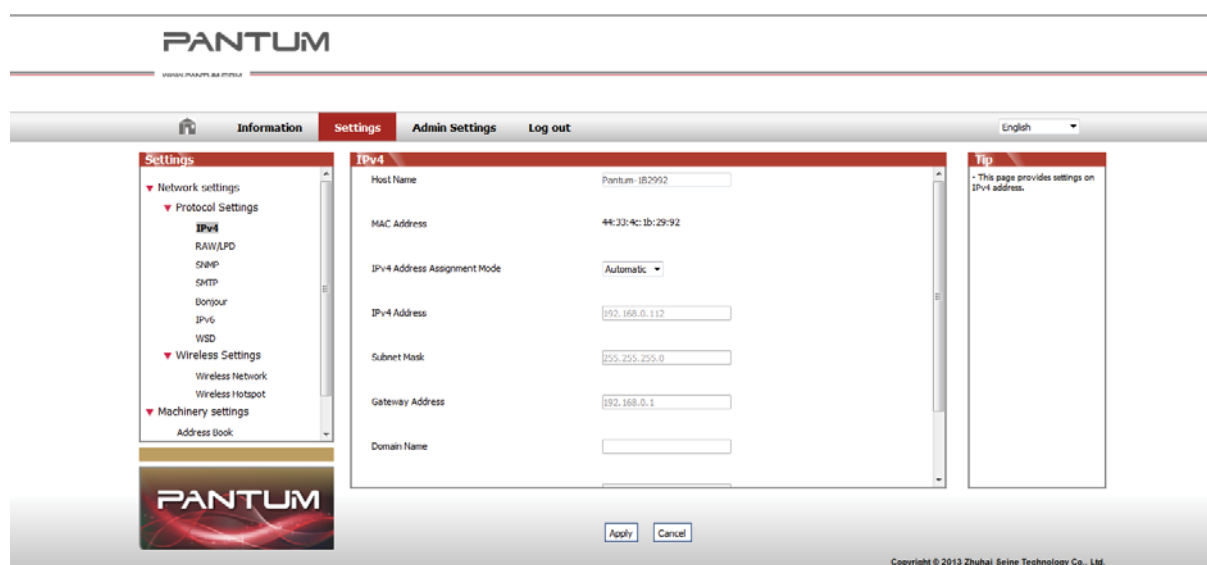 PANTUM
Information Settings Admin Settings Log out English
Settings
Network settings
Protocol Settings
IPv4
RAW/LPD
SNMP
SMTP
Bonjour
IPv6
WSD
Wireless Settings
Wireless Network
Wireless Hotspot
Machinery settings
Address Book
PANTUM
IPv4
Host Name Pantum-1B2992
MAC Address 44:33:4c:1b:29:92
IPv4 Address Assignment Mode Automatic
IPv4 Address 192.168.0.112
Subnet Mask 255.255.255.0
Gateway Address 192.168.0.1
Domain Name
Apply Cancel
Tip
- This page provides settings on
IPv4 address.
Copyright © 2013 Zhuhai Seine Technology Co., Ltd.